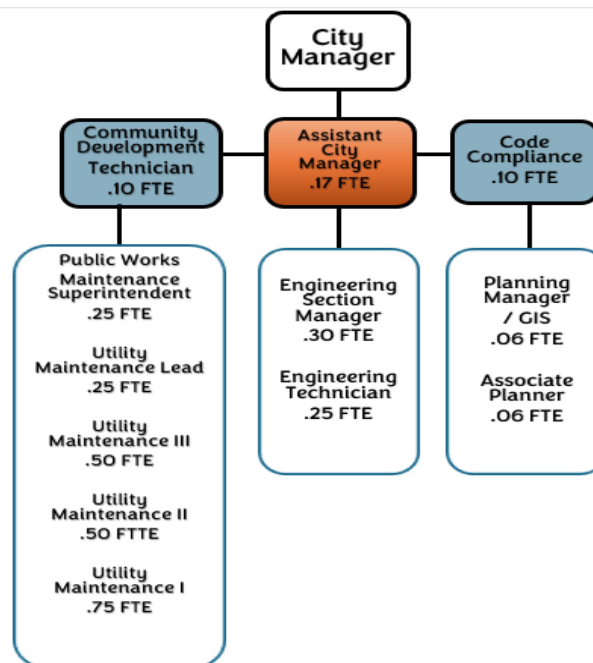 City
Manager
Community
Development
Technician
.10 FTE
Assistant
City
Manager
.17 FTE
Code
Compliance
.10 FTE
Public Works
Maintenance
Superintendent
.25 FTE
Utility
Maintenance Lead
.25 FTE
Utility
Maintenance III
.50 FTE
Utility
Maintenance II
.50 FTTE
Utility
Maintenance I
.75 FTE
Engineering
Section
Manager
.30 FTE
Engineering
Technician
.25 FTE
Planning
Manager
/ GIS
.06 FTE
Associate
Planner
.06 FTE